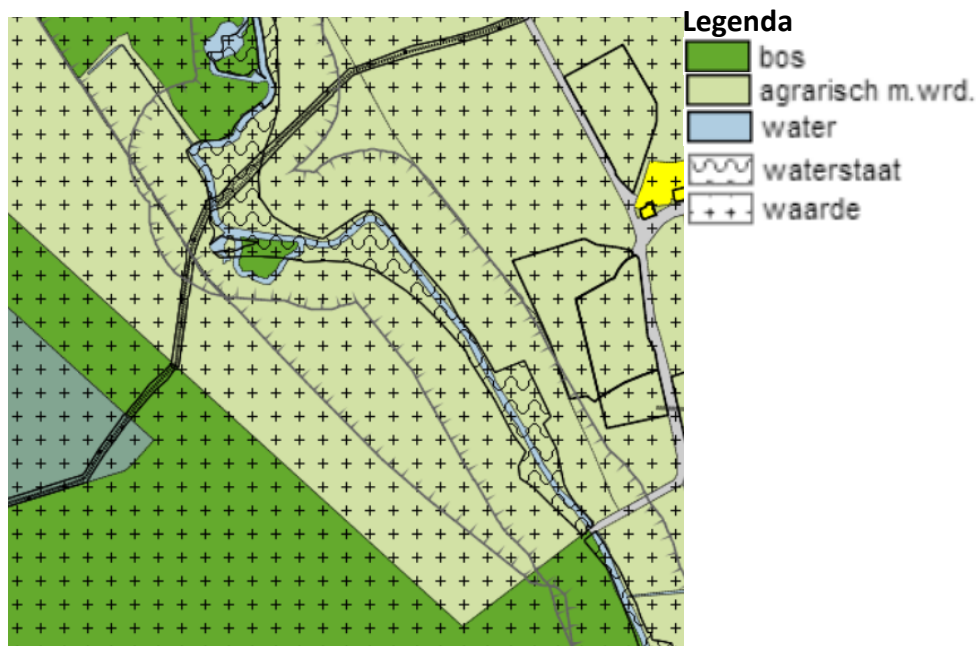 Legenda
bos
agrarisch m.wrd.
water
waterstaat
waarde